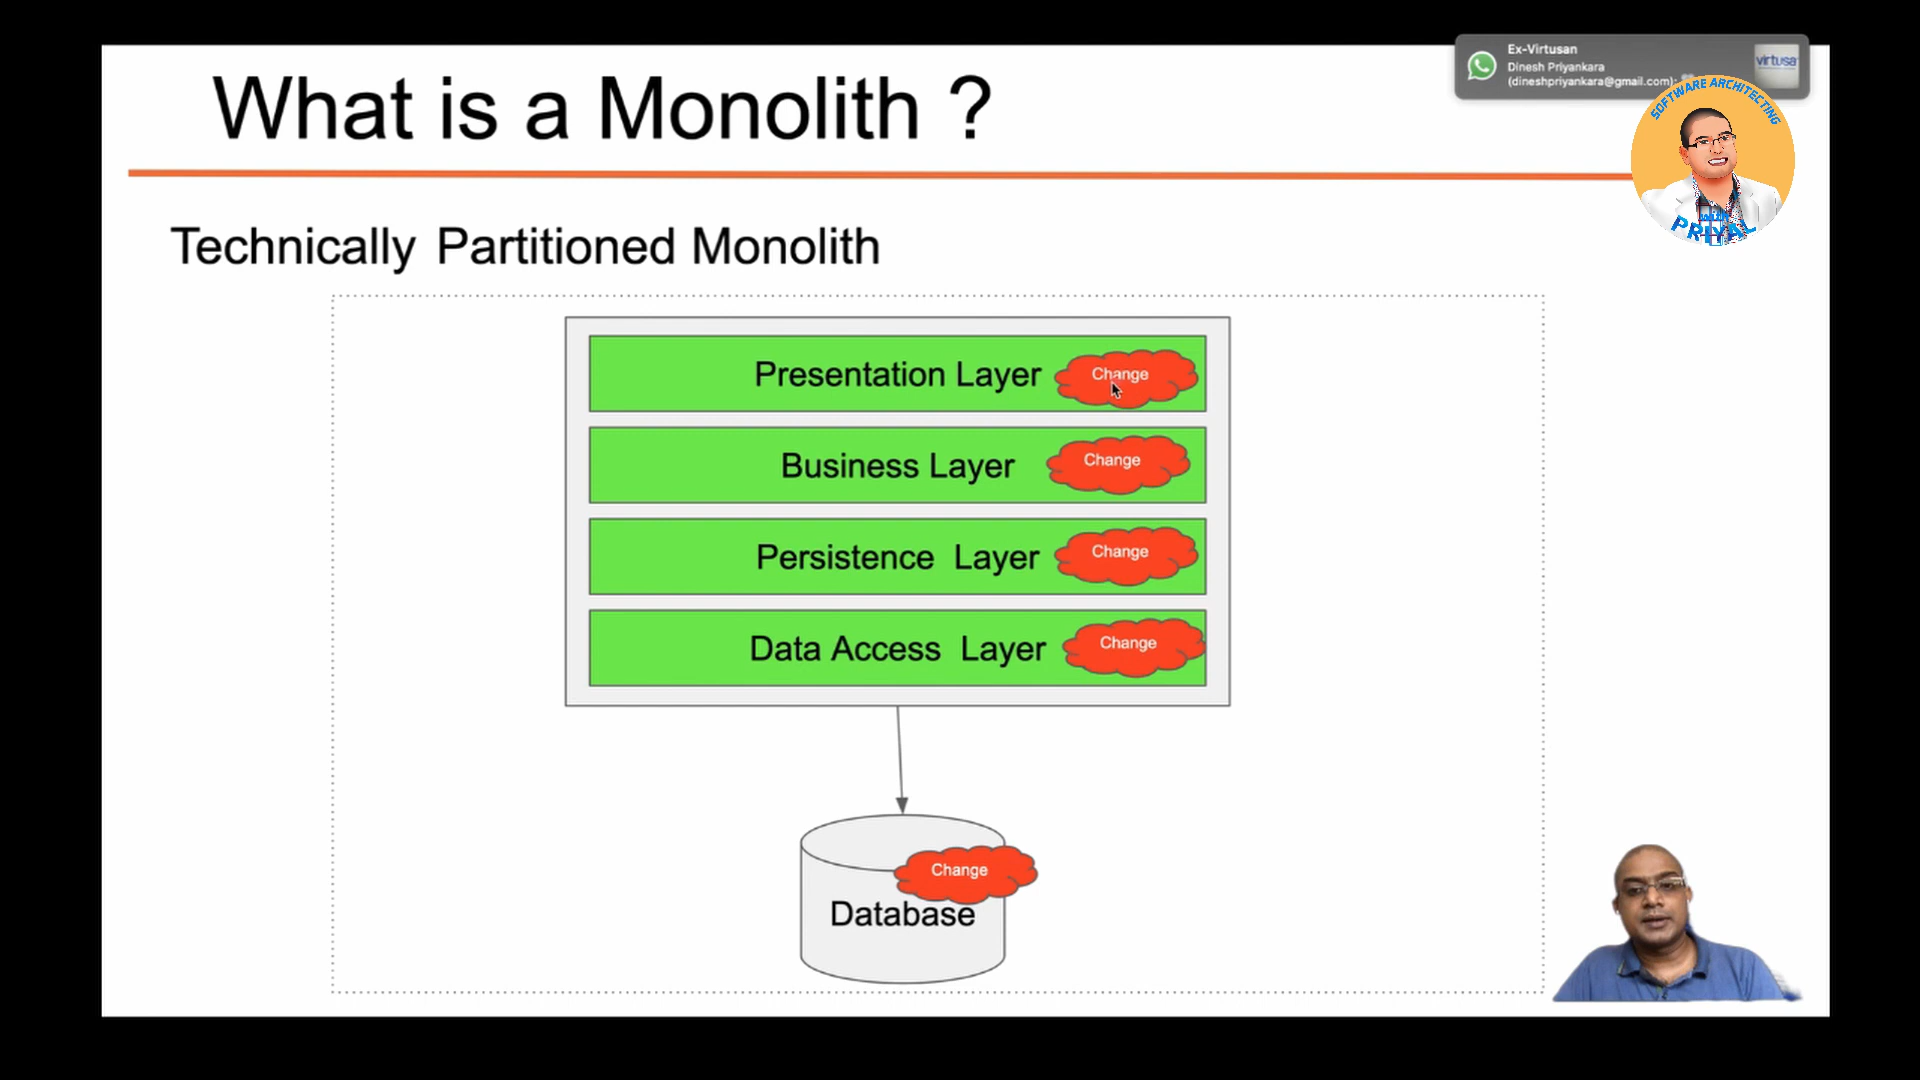 What is a Monolith ?
Ex-Virtusan
Dinesh Priyankara
(dineshpriyankara@gmail.com):
virtusa
SOFTWARE ARCHITECTING
PRIYAL
Technically Partitioned Monolith
Presentation Layer
Change
Business Layer
Change
Persistence Layer
Change
Data Access Layer
Change
Change
Database